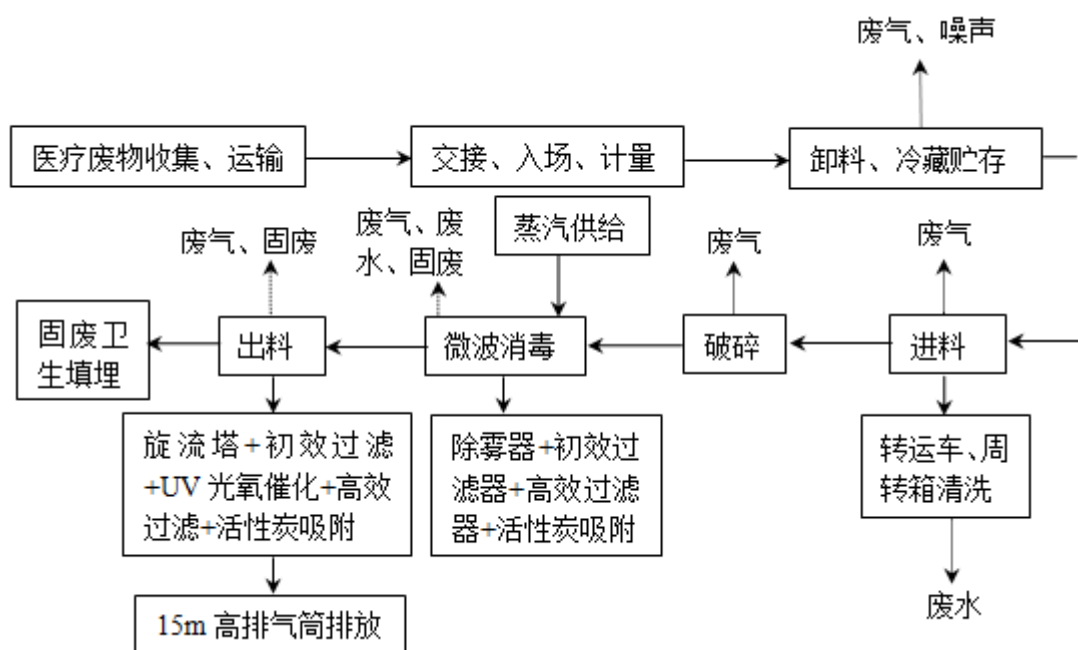 废气、噪声
医疗废物收集、运输
交接、入场、计量
卸料、冷藏贮存
废气、固废
废气、废
水、固废
蒸汽供给
废气
废气
固废卫
生填埋
出料
微波消毒
破碎
进料
旋流塔+初效过滤
+UV 光氧催化+高效
过滤+活性炭吸附
除雾器+初效过
滤器+高效过滤
器+活性炭吸附
转运车、周
转箱清洗
15m 高排气筒排放
废水